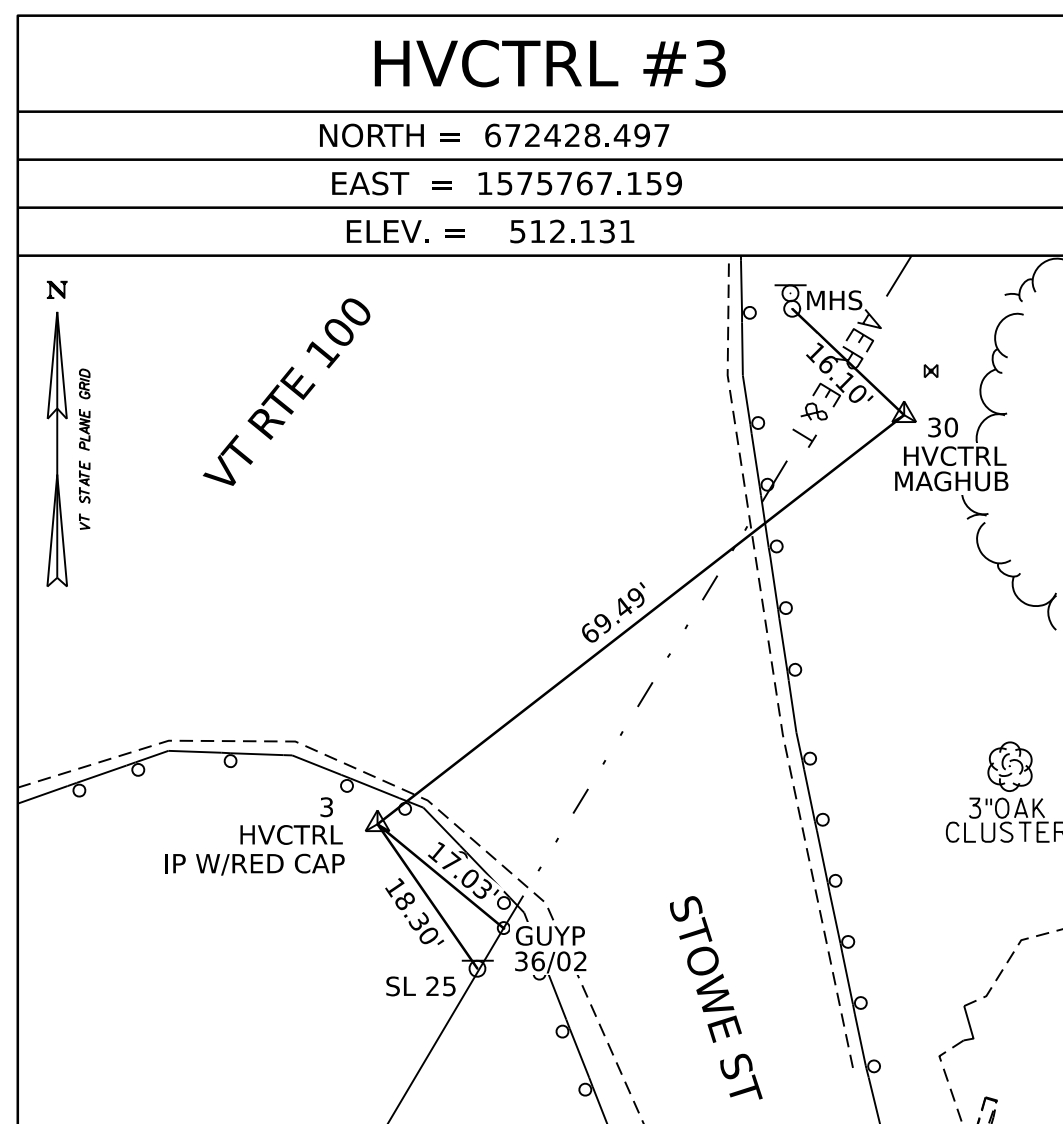 HVCTRL #3
NORTH = 672428.497
EAST = 1575767.159
ELEV. = 512.131
N
VT STATE PLANE GRID
VT RTE 100
MHS
AER E&T
16.10'
30
HVCTRL
MAGHUB
69.49'
3
HVCTRL
IP W/RED CAP
17.03'
18.30'
GUYP
36/02
SL 25
STOWE ST
3"OAK
CLUSTER